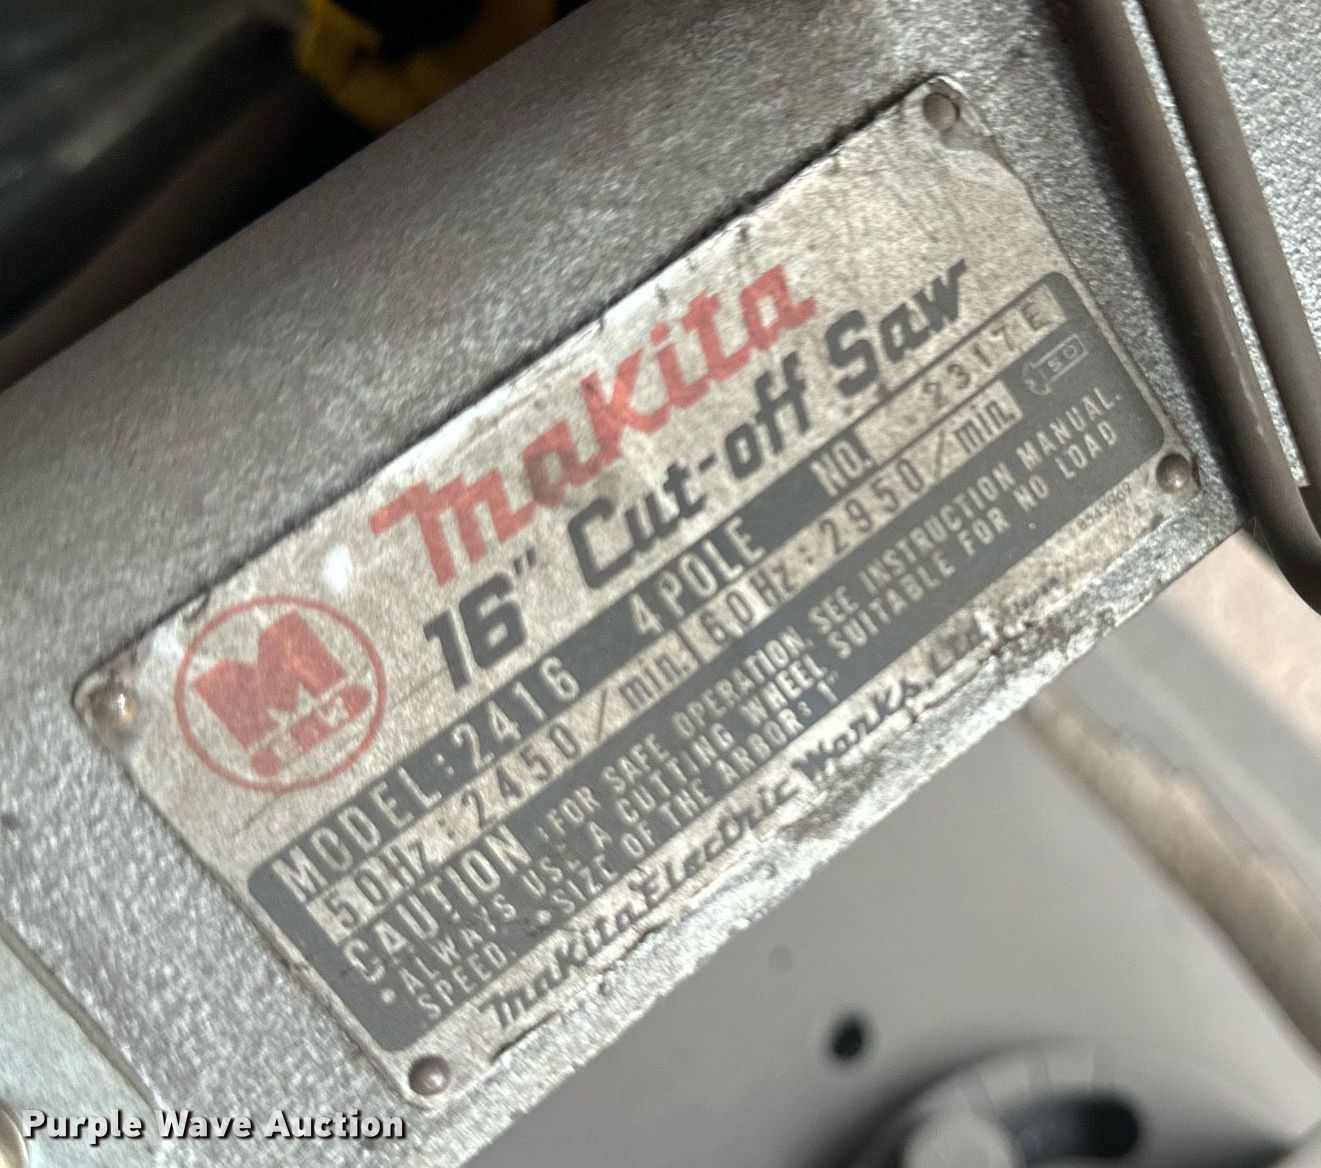 Makita
16" Cut-off Saw
M
MODEL:2416 4POLE NO. 2317E
50Hz:2450/min. 60Hz:2950/min.
CAUTION:FOR SAFE OPERATION, SEE INSTRUCTION MANUAL.
•ALWAYS USE A CUTTING WHEEL SUITABLE FOR NO LOAD
SPEED. •SIZE OF THE ARBOR: 1"
Makita Electric Works, Ltd.
Purple Wave Auction